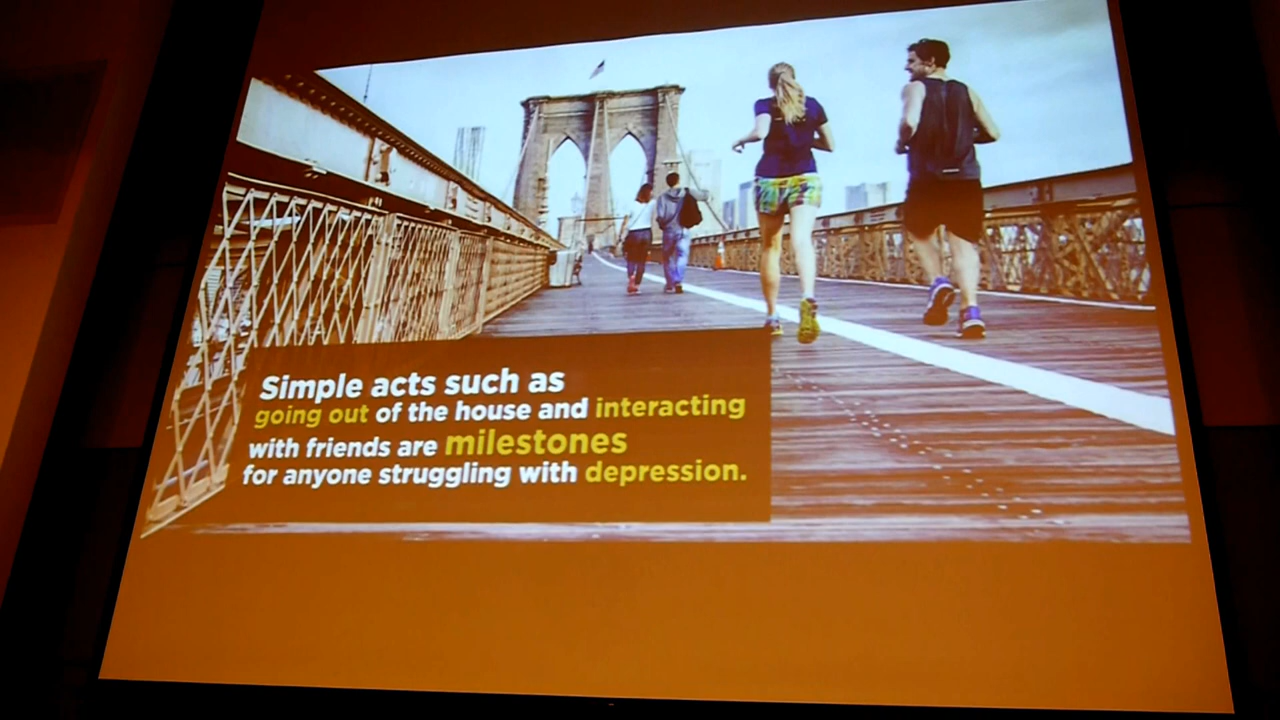 Simple acts such as
going out of the house and interacting
with friends are milestones
for anyone struggling with depression.